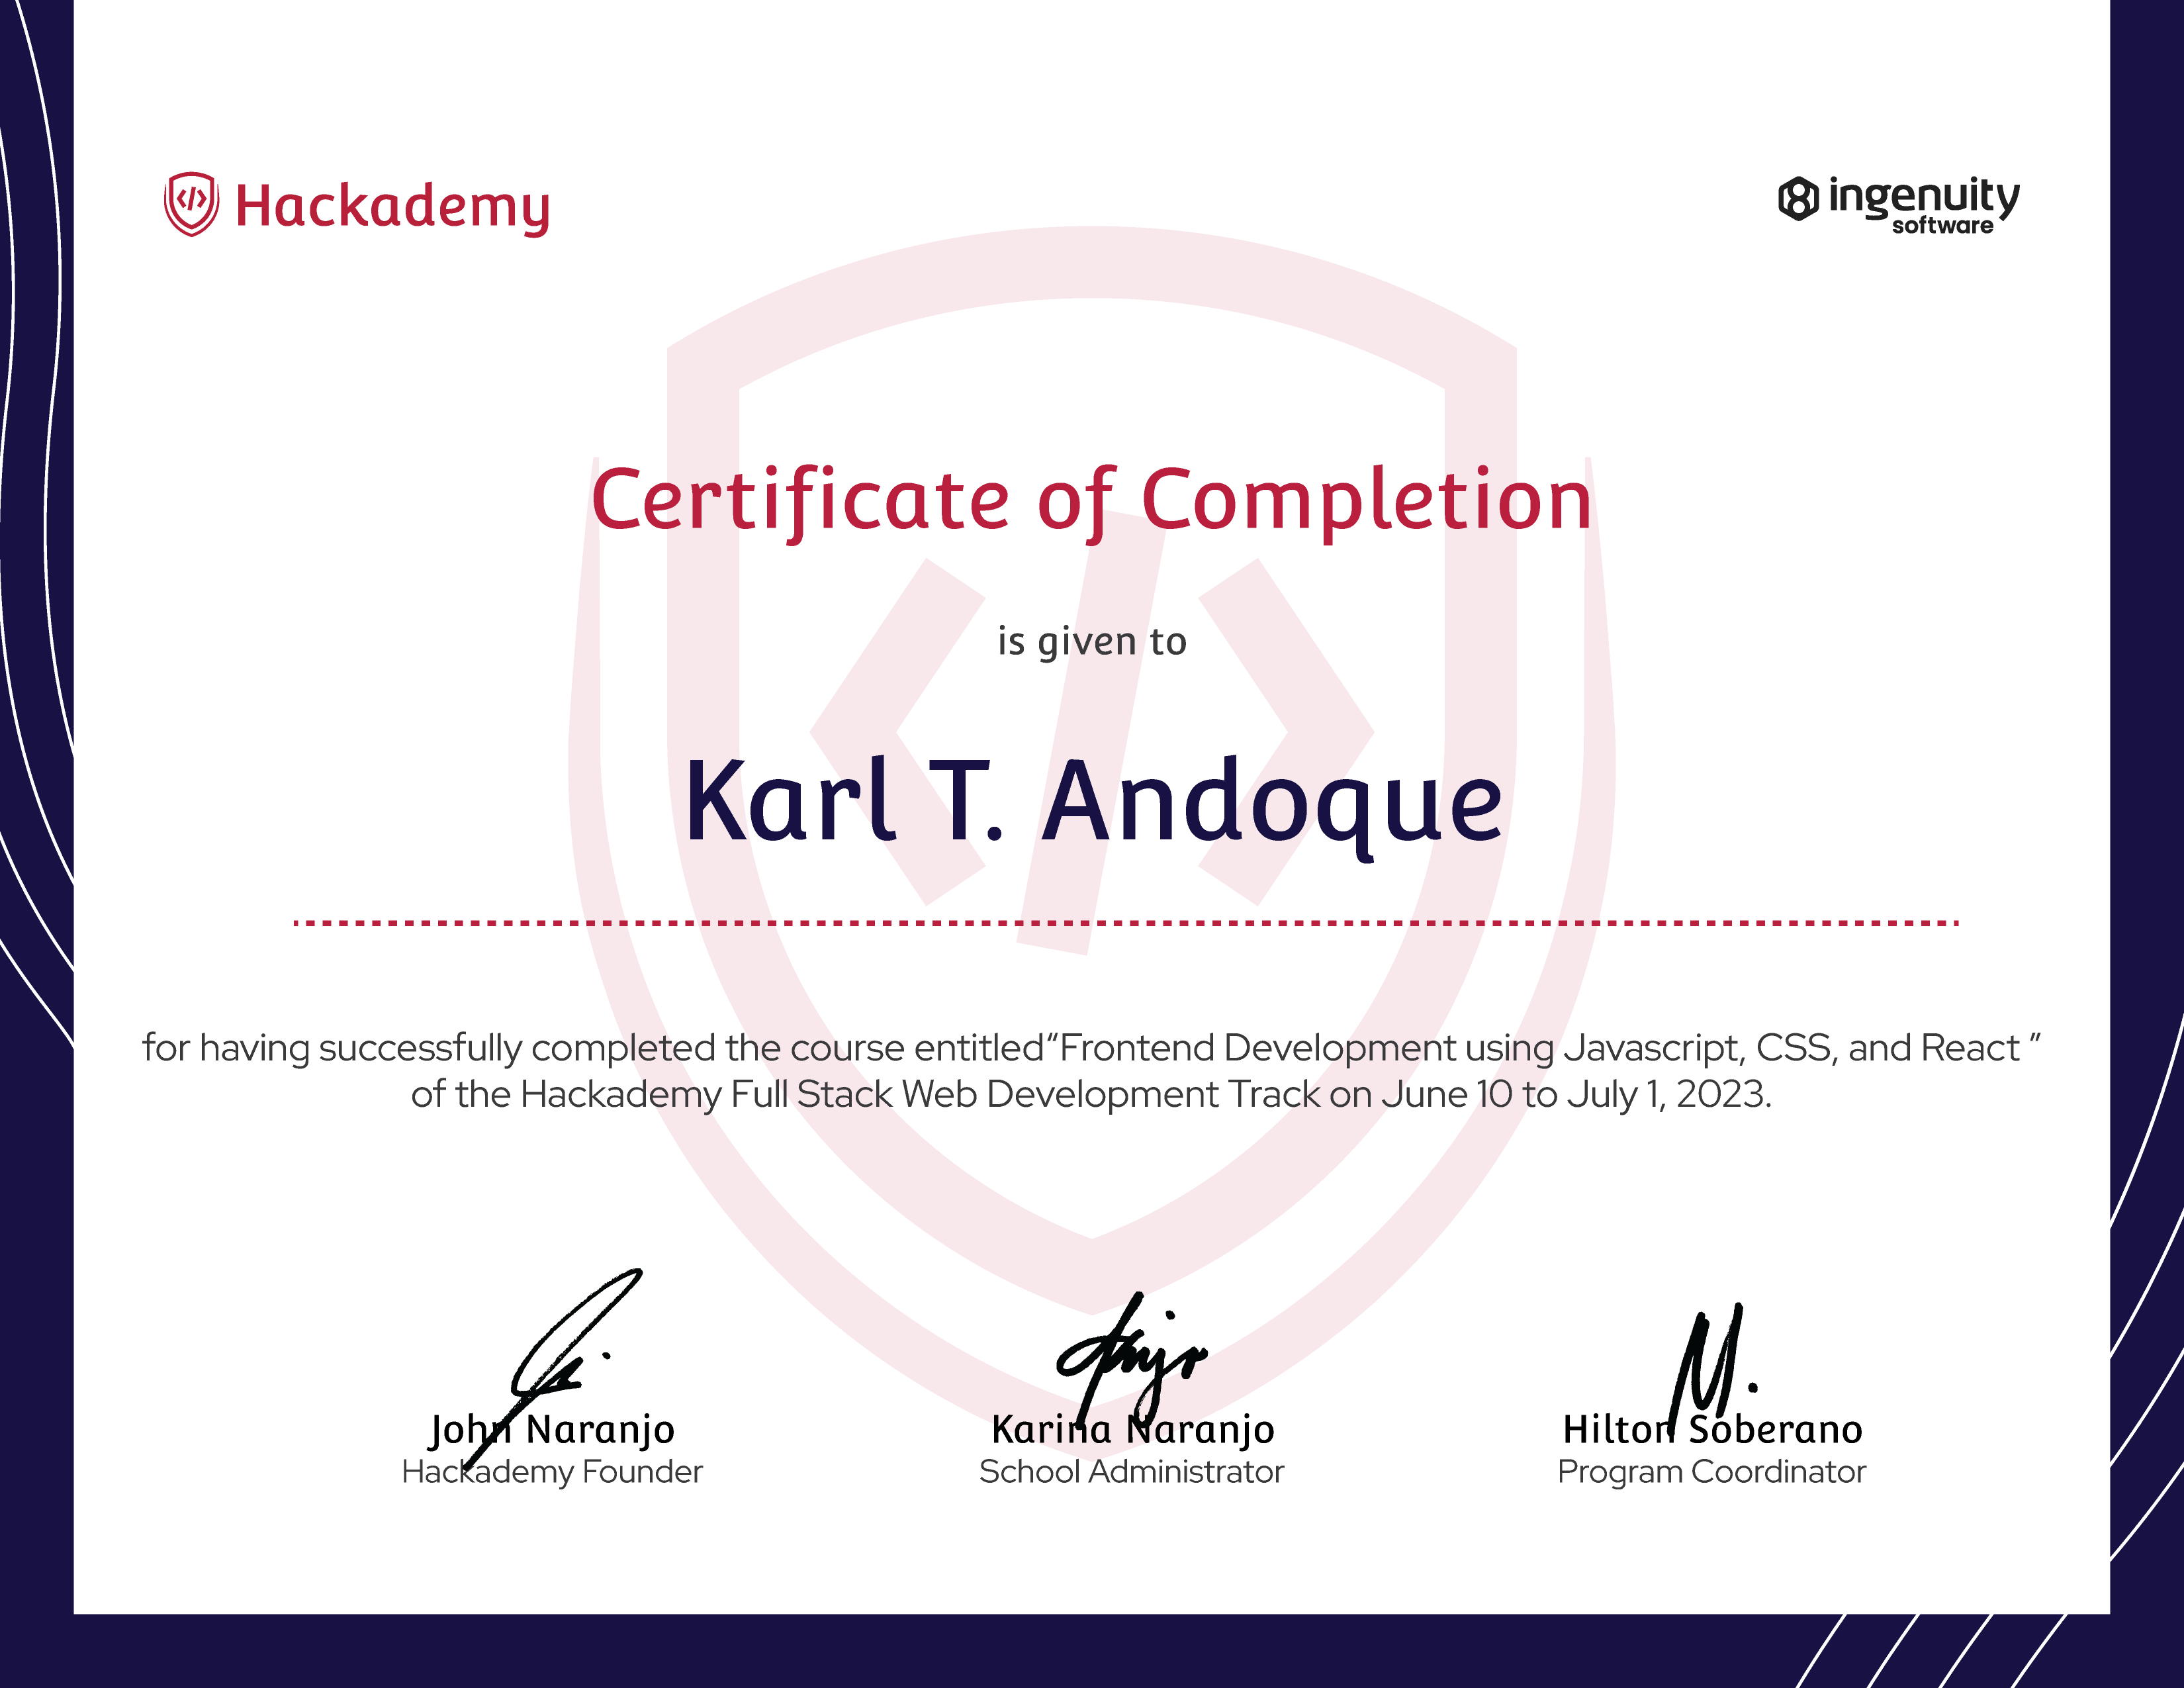 Hackademy
ingenuity
software
Certificate of Completion
is given to
Karl T. Andoque
for having successfully completed the course entitled“Frontend Development using Javascript, CSS, and React ”
of the Hackademy Full Stack Web Development Track on June 10 to July 1, 2023.
John Naranjo
Hackademy Founder
Karina Naranjo
School Administrator
Hilton Soberano
Program Coordinator